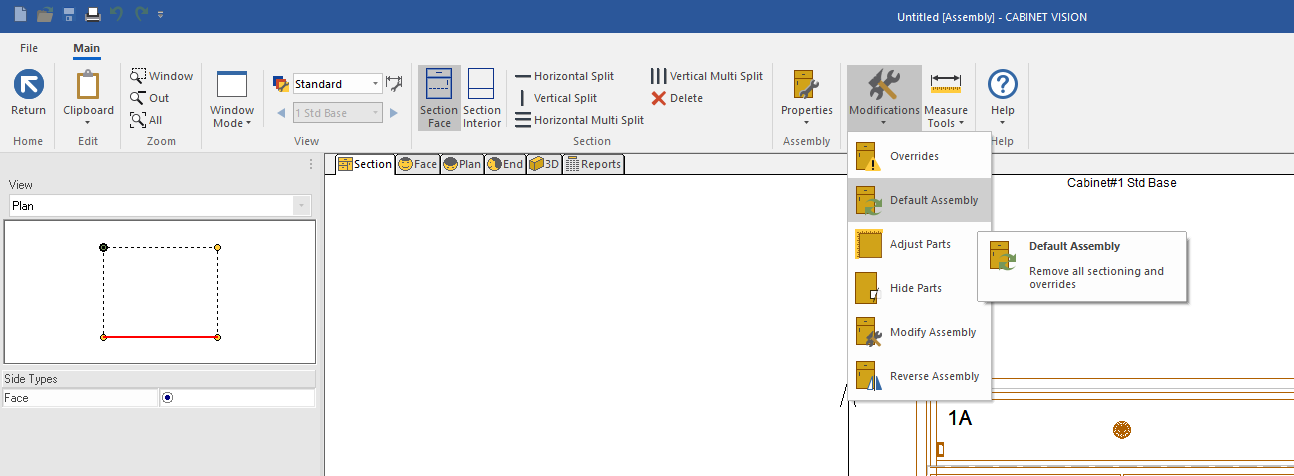 Untitled [Assembly] - CABINET VISION
File
Main
Return
Home
Clipboard
Edit
Window
Out
All
Zoom
Window
Mode
Standard
1 Std Base
View
Section
Face
Section
Interior
Horizontal Split
Vertical Split
Horizontal Multi Split
Vertical Multi Split
Delete
Section
Properties
Assembly
Modifications
Measure
Tools
Help
Help
View
Plan
Side Types
Face
Section
Face
Plan
End
3D
Reports
Overrides
Default Assembly
Adjust Parts
Hide Parts
Modify Assembly
Reverse Assembly
Default Assembly
Remove all sectioning and
overrides
Cabinet#1 Std Base
1A